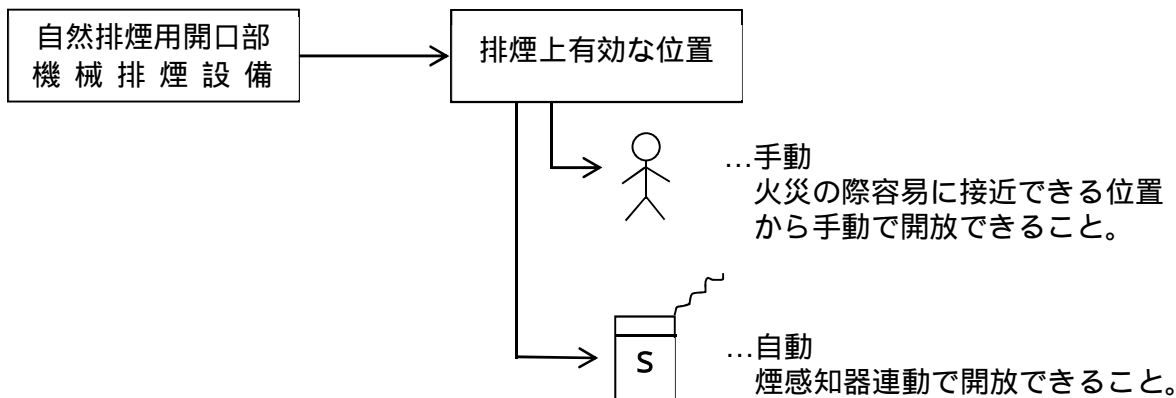 自然排煙用開口部
機械排煙設備
排煙上有効な位置
…手動
火災の際容易に接近できる位置
から手動で開放できること。
S
…自動
煙感知器連動で開放できること。